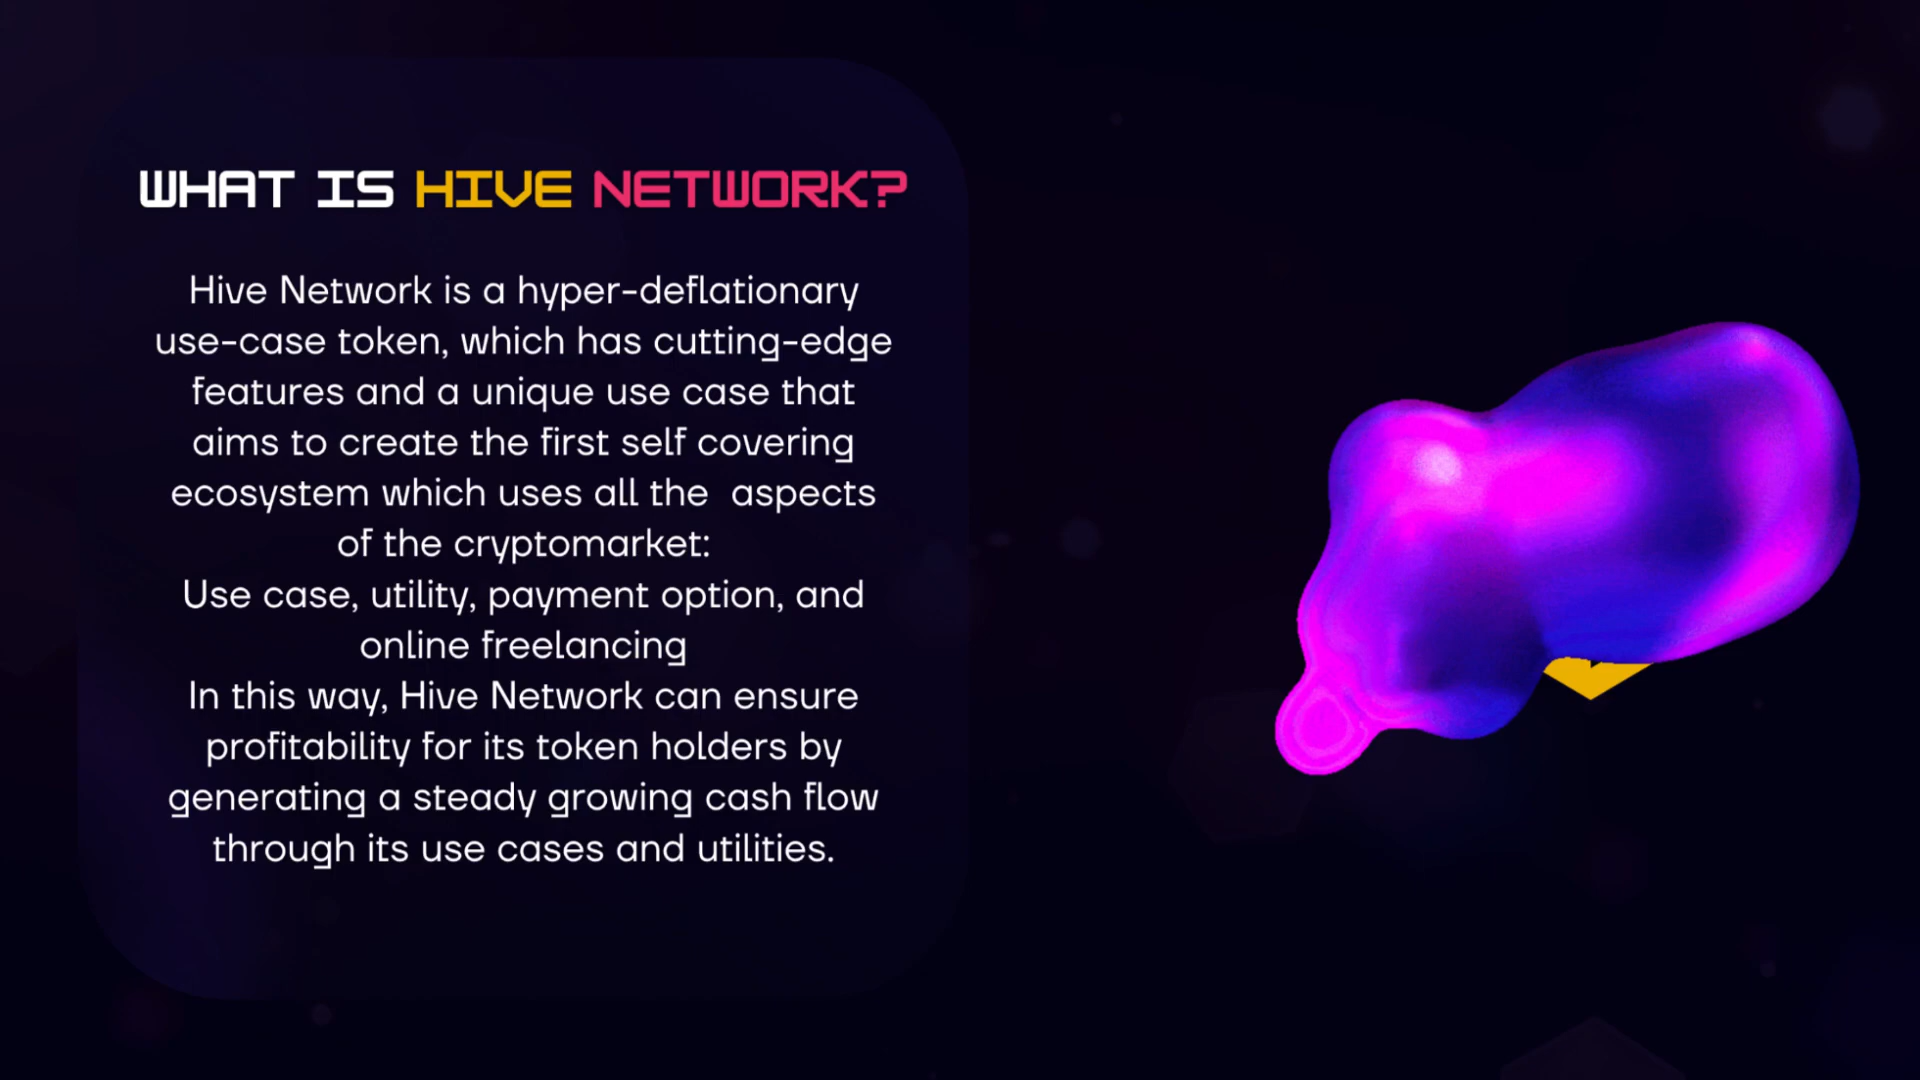 WHAT IS HIVE NETWORK?
Hive Network is a hyper-deflationary
use-case token, which has cutting-edge
features and a unique use case that
aims to create the first self covering
ecosystem which uses all the  aspects
of the cryptomarket:
Use case, utility, payment option, and
online freelancing
In this way, Hive Network can ensure
profitability for its token holders by
generating a steady growing cash flow
through its use cases and utilities.